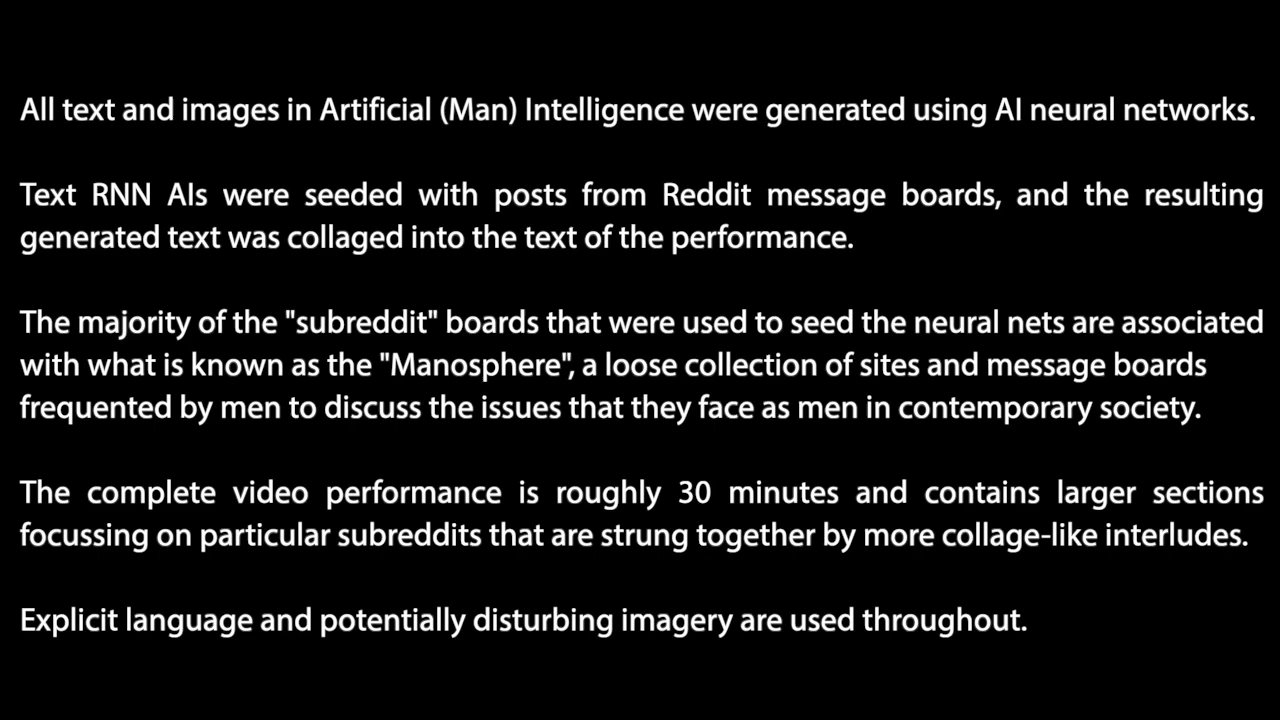 All text and images in Artificial (Man) Intelligence were generated using AI neural networks.
Text RNN AIs were seeded with posts from Reddit message boards, and the resulting
generated text was collaged into the text of the performance.
The majority of the "subreddit" boards that were used to seed the neural nets are associated
with what is known as the "Manosphere", a loose collection of sites and message boards
frequented by men to discuss the issues that they face as men in contemporary society.
The complete video performance is roughly 30 minutes and contains larger sections
focussing on particular subreddits that are strung together by more collage-like interludes.
Explicit language and potentially disturbing imagery are used throughout.